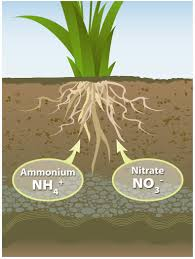 Ammonium
NH₄⁺
Nitrate
NO₃⁻